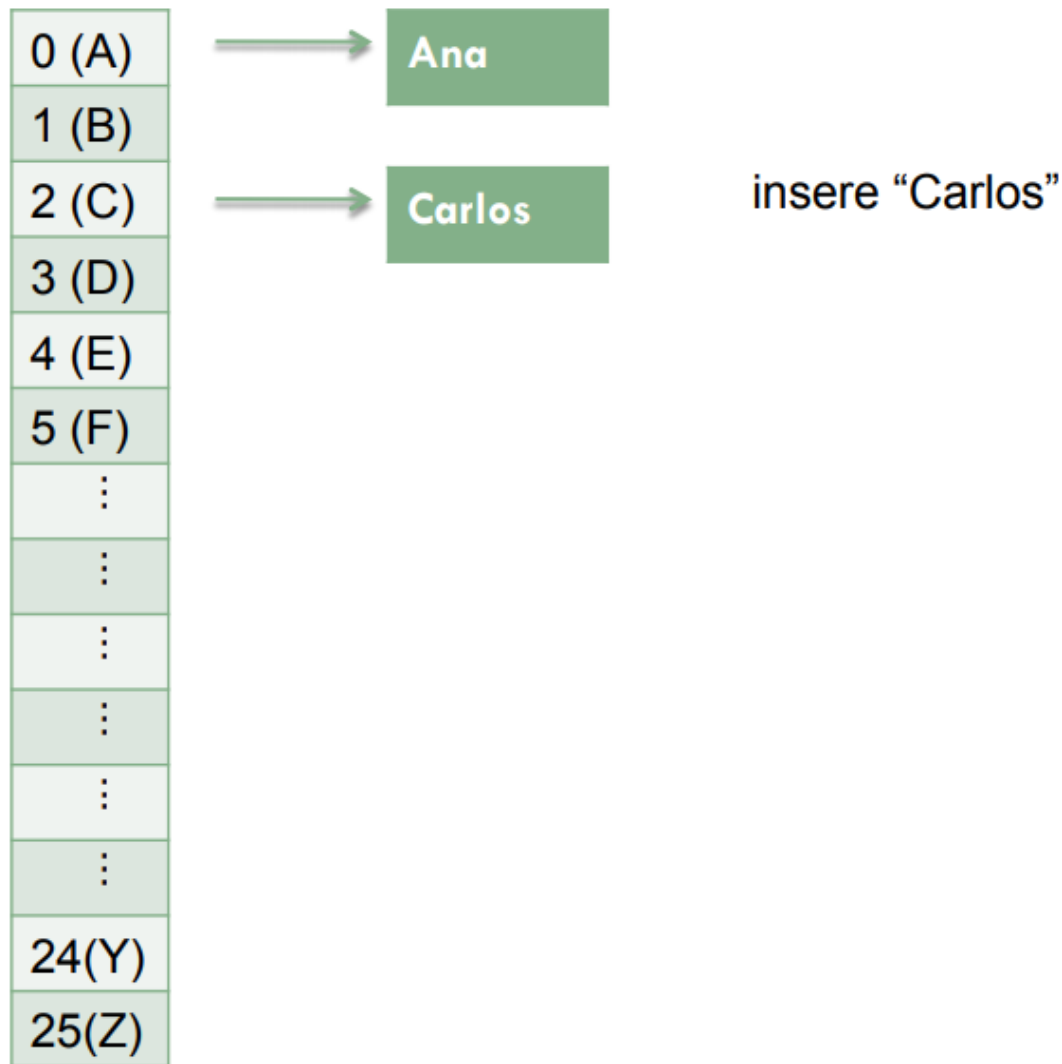 0 (A)
Ana
1 (B)
2 (C)
Carlos
insere “Carlos”
3 (D)
4 (E)
5 (F)
⋮
⋮
⋮
⋮
⋮
⋮
24(Y)
25(Z)